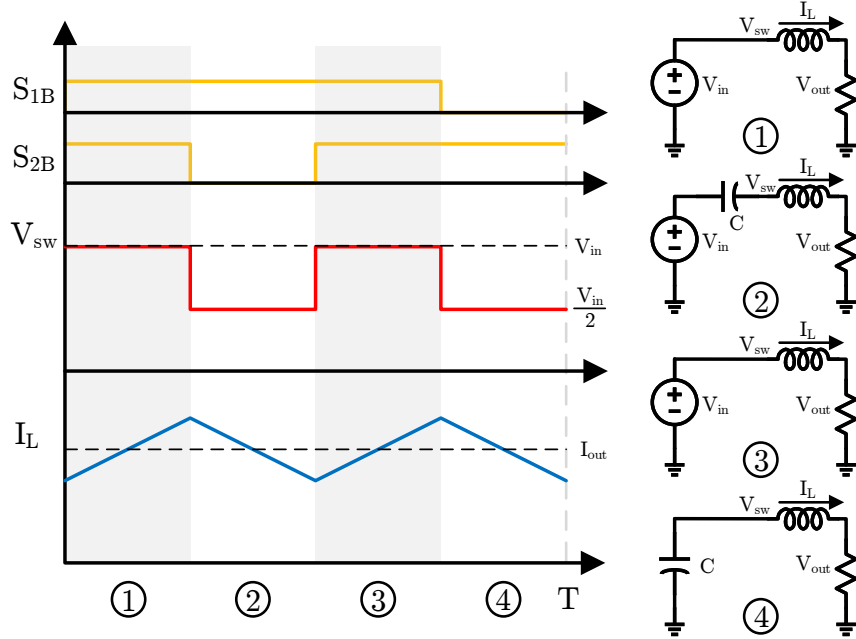 S1B
S2B
Vsw
Vin
Vin/2
IL
Iout
① ② ③ ④ T
Vsw IL
Vin Vout
①
Vsw IL
C
Vin Vout
②
Vsw IL
Vin Vout
③
Vsw IL
C Vout
④